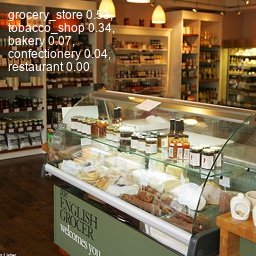 grocery_store 0.53,
tobacco_shop 0.34,
bakery 0.07,
confectionery 0.04,
restaurant 0.00
ENGLISH
GROCER
welcomes you